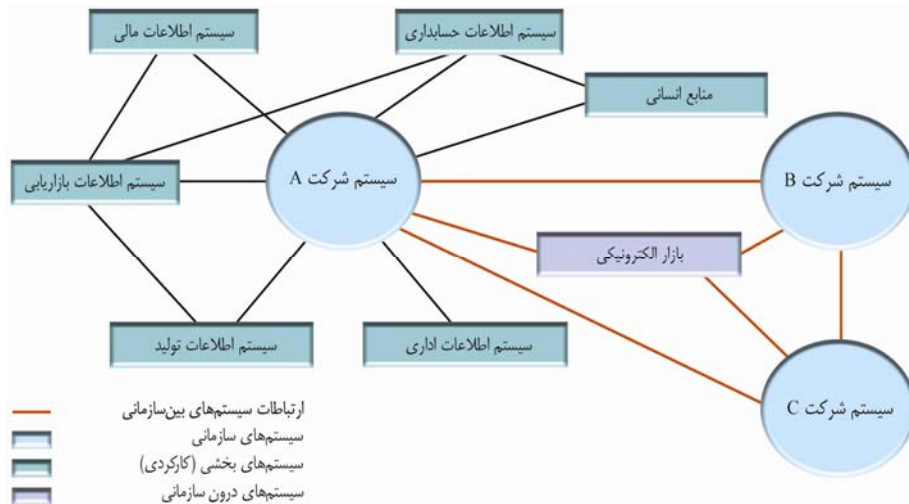 سیستم اطلاعات مالی
سیستم اطلاعات حسابداری
منابع انسانی
سیستم اطلاعات بازاریابی
سیستم شرکت A
سیستم شرکت B
بازار الکترونیکی
سیستم اطلاعات تولید
سیستم اطلاعات اداری
سیستم شرکت C
ارتباطات سیستم‌های بین‌سازمانی
سیستم‌های سازمانی
سیستم‌های بخشی (کارکردی)
سیستم‌های درون سازمانی